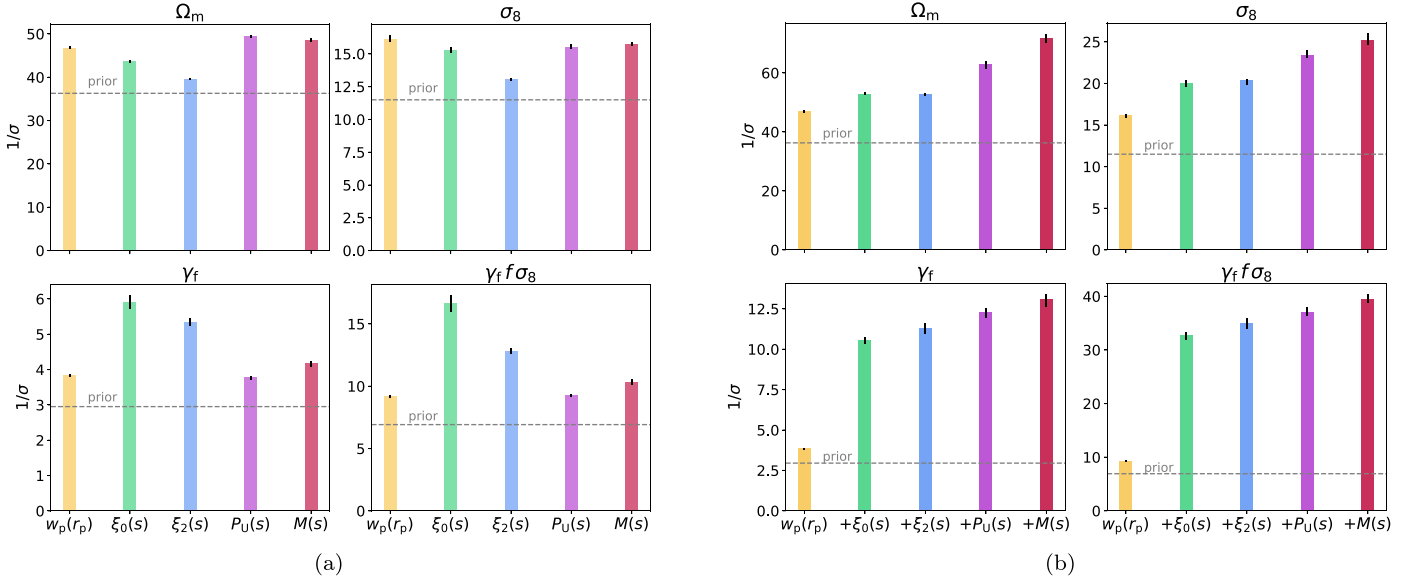 Ωm
σ8
1/σ
50
40
30
20
10
0
prior
15.0
12.5
10.0
7.5
5.0
2.5
0.0
prior
γf
γf f σ8
1/σ
6
5
4
3
2
1
0
prior
15
10
5
0
prior
wp(rp) ξ0(s) ξ2(s) PU(s) M(s)
wp(rp) ξ0(s) ξ2(s) PU(s) M(s)
(a)
Ωm
σ8
1/σ
60
40
20
0
prior
25
20
15
10
5
0
prior
γf
γf f σ8
1/σ
12.5
10.0
7.5
5.0
2.5
0.0
prior
40
30
20
10
0
prior
wp(rp) +ξ0(s) +ξ2(s) +PU(s) +M(s)
wp(rp) +ξ0(s) +ξ2(s) +PU(s) +M(s)
(b)